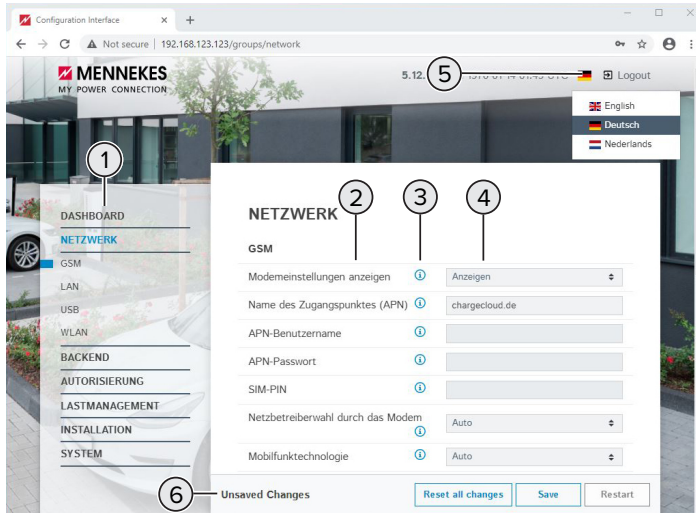 Configuration Interface
Not secure | 192.168.123.123/groups/network
MENNEKES
MY POWER CONNECTION
5.12.
5
Logout
English
Deutsch
Nederlands
1
2
3
4
DASHBOARD
NETZWERK
GSM
LAN
USB
WLAN
BACKEND
AUTORISIERUNG
LASTMANAGEMENT
INSTALLATION
SYSTEM
NETZWERK
GSM
Modemeinstellungen anzeigen
Anzeigen
Name des Zugangspunktes (APN)
chargecloud.de
APN-Benutzername
APN-Passwort
SIM-PIN
Netzbetreiberwahl durch das Modem
Auto
Mobilfunktechnologie
Auto
6
Unsaved Changes
Reset all changes
Save
Restart